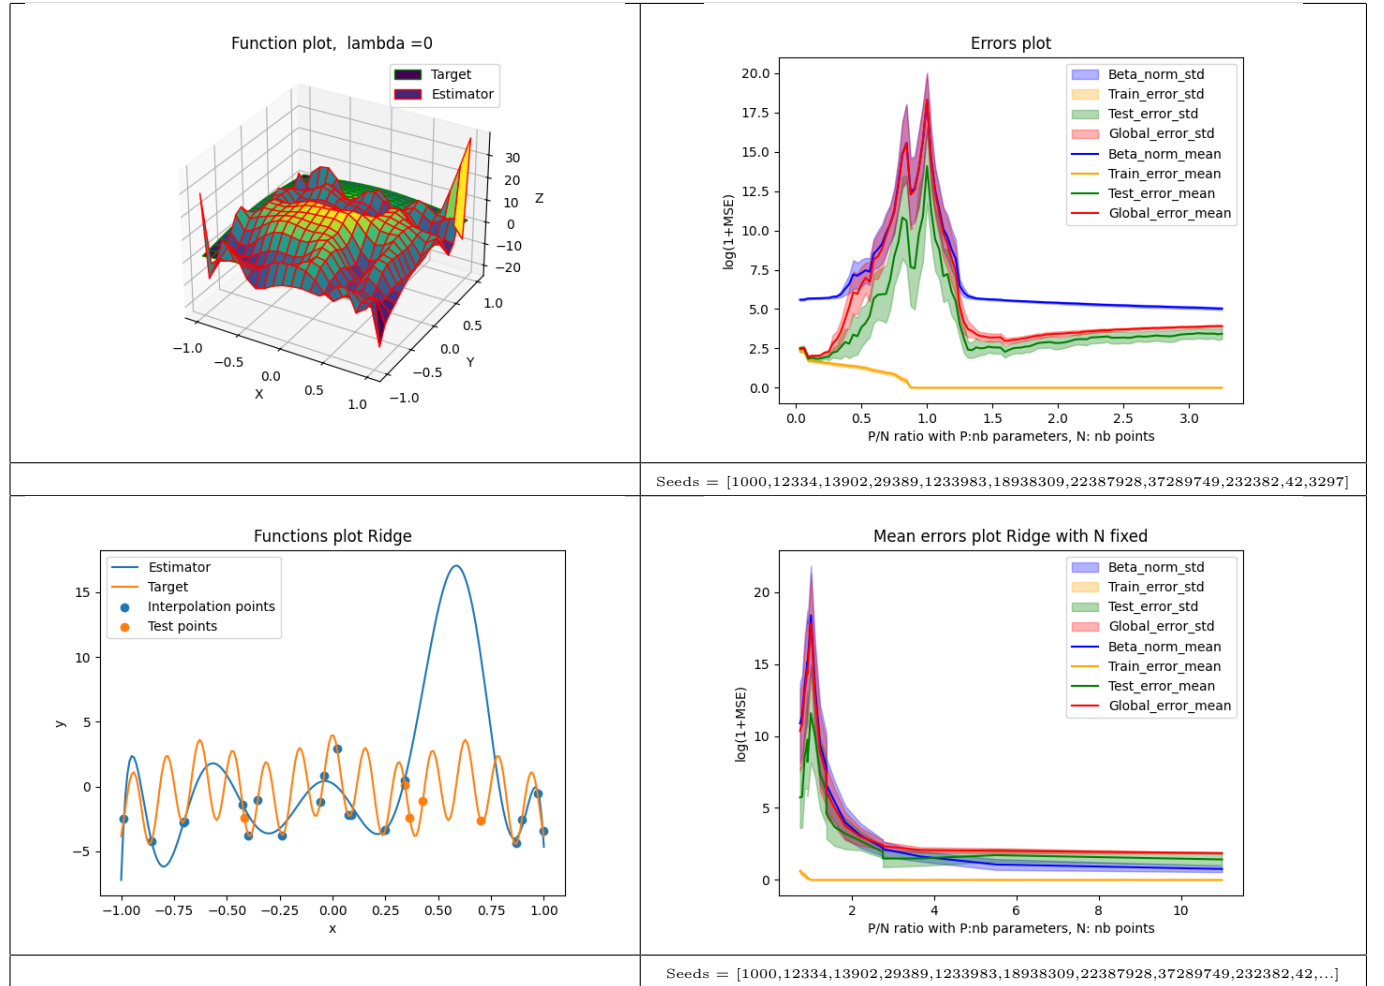 Function plot, lambda =0
Target
Estimator
30
20
10
0
−10
−20
Z
−1.0
−0.5
0.0
0.5
1.0
X
−1.0
−0.5
0.0
0.5
1.0
Y
Errors plot
Beta_norm_std
Train_error_std
Test_error_std
Global_error_std
Beta_norm_mean
Train_error_mean
Test_error_mean
Global_error_mean
20.0
17.5
15.0
12.5
10.0
7.5
5.0
2.5
0.0
log(1+MSE)
0.0 0.5 1.0 1.5 2.0 2.5 3.0
P/N ratio with P:nb parameters, N: nb points
Seeds = [1000,12334,13902,29389,1233983,18938309,22387928,37289749,232382,42,3297]
Functions plot Ridge
Estimator
Target
Interpolation points
Test points
15
10
5
0
−5
y
−1.00 −0.75 −0.50 −0.25 0.00 0.25 0.50 0.75 1.00
x
Mean errors plot Ridge with N fixed
Beta_norm_std
Train_error_std
Test_error_std
Global_error_std
Beta_norm_mean
Train_error_mean
Test_error_mean
Global_error_mean
20
15
10
5
0
log(1+MSE)
2 4 6 8 10
P/N ratio with P:nb parameters, N: nb points
Seeds = [1000,12334,13902,29389,1233983,18938309,22387928,37289749,232382,42,...]